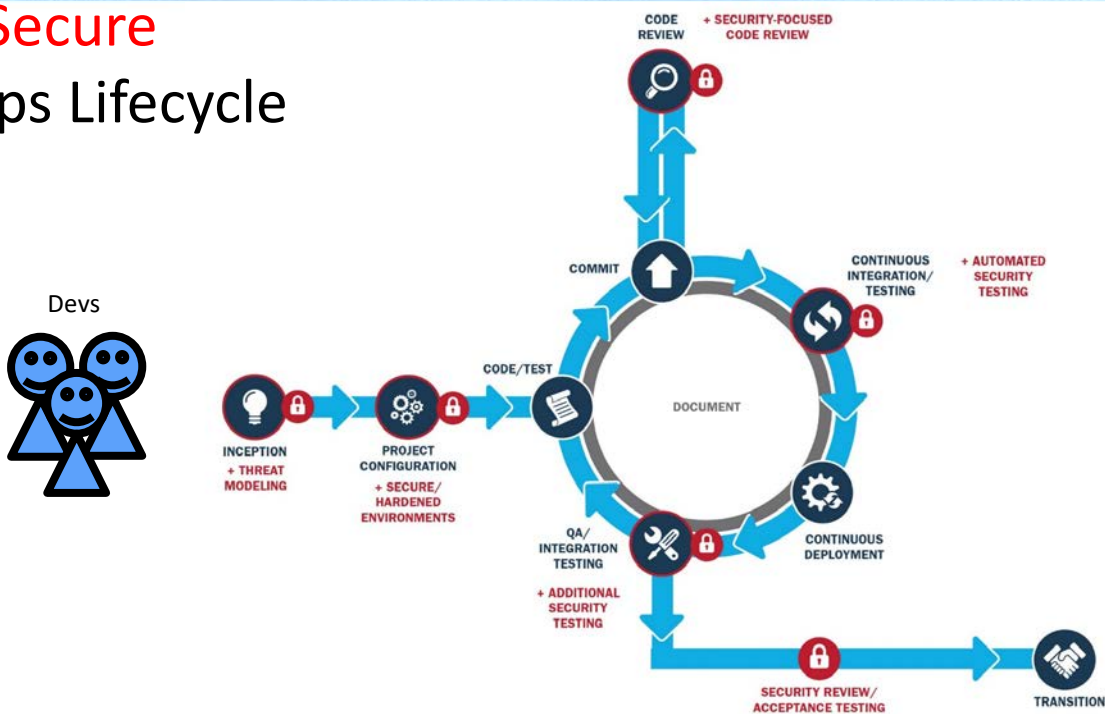 Secure
ps Lifecycle
CODE
REVIEW
+ SECURITY-FOCUSED
CODE REVIEW
COMMIT
CONTINUOUS
INTEGRATION/
TESTING
+ AUTOMATED
SECURITY
TESTING
Devs
CODE/TEST
DOCUMENT
INCEPTION
+ THREAT
MODELING
PROJECT
CONFIGURATION
+ SECURE/
HARDENED
ENVIRONMENTS
QA/
INTEGRATION
TESTING
+ ADDITIONAL
SECURITY
TESTING
CONTINUOUS
DEPLOYMENT
SECURITY REVIEW/
ACCEPTANCE TESTING
TRANSITION